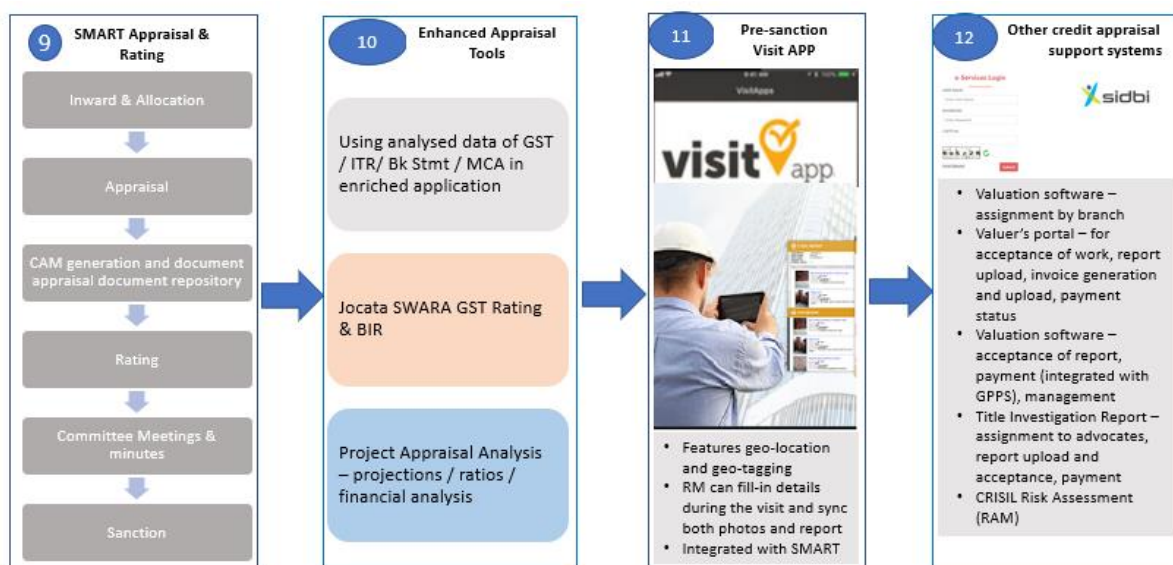 9
SMART Appraisal &
Rating
Inward & Allocation
Appraisal
CAM generation and document
appraisal document repository
Rating
Committee Meetings &
minutes
Sanction
10
Enhanced Appraisal
Tools
Using analysed data of GST
/ ITR/ Bk Stmt / MCA in
enriched application
Jocata SWARA GST Rating
& BIR
Project Appraisal Analysis
– projections / ratios /
financial analysis
11
Pre-sanction
Visit APP
VisitApps
visit
app
• Features geo-location
and geo-tagging
• RM can fill-in details
during the visit and sync
both photos and report
• Integrated with SMART
12
Other credit appraisal
support systems
e-Services Login
sidbi
• Valuation software –
assignment by branch
• Valuer's portal – for
acceptance of work, report
upload, invoice generation
and upload, payment
status
• Valuation software –
acceptance of report,
payment (integrated with
GPPS), management
• Title Investigation Report –
assignment to advocates,
report upload and
acceptance, payment
• CRISIL Risk Assessment
(RAM)